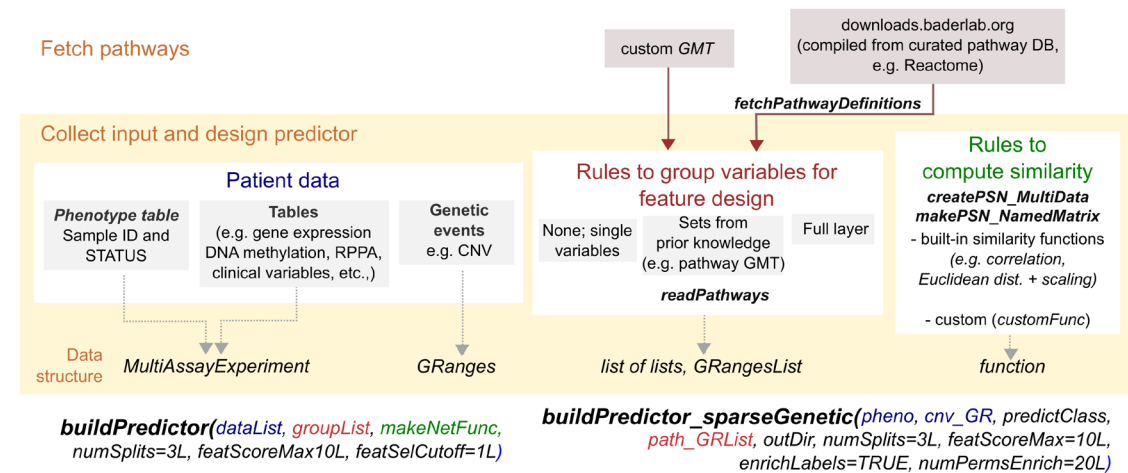 Fetch pathways
custom GMT
downloads.baderlab.org
(compiled from curated pathway DB,
e.g. Reactome)
fetchPathwayDefinitions
Collect input and design predictor
Patient data
Phenotype table
Sample ID and
STATUS
Tables
(e.g. gene expression
DNA methylation, RPPA,
clinical variables, etc.,)
Genetic
events
e.g. CNV
Rules to group variables for
feature design
None; single
variables
Sets from
prior knowledge
(e.g. pathway GMT)
Full layer
readPathways
Rules to
compute similarity
createPSN_MultiData
makePSN_NamedMatrix
- built-in similarity functions
(e.g. correlation,
Euclidean dist. + scaling)
- custom (customFunc)
Data
structure
MultiAssayExperiment
GRanges
list of lists, GRangesList
function
buildPredictor(dataList, groupList, makeNetFunc,
numSplits=3L, featScoreMax10L, featSelCutoff=1L)
buildPredictor_sparseGenetic(pheno, cnv_GR, predictClass,
path_GRList, outDir, numSplits=3L, featScoreMax=10L,
enrichLabels=TRUE, numPermsEnrich=20L)